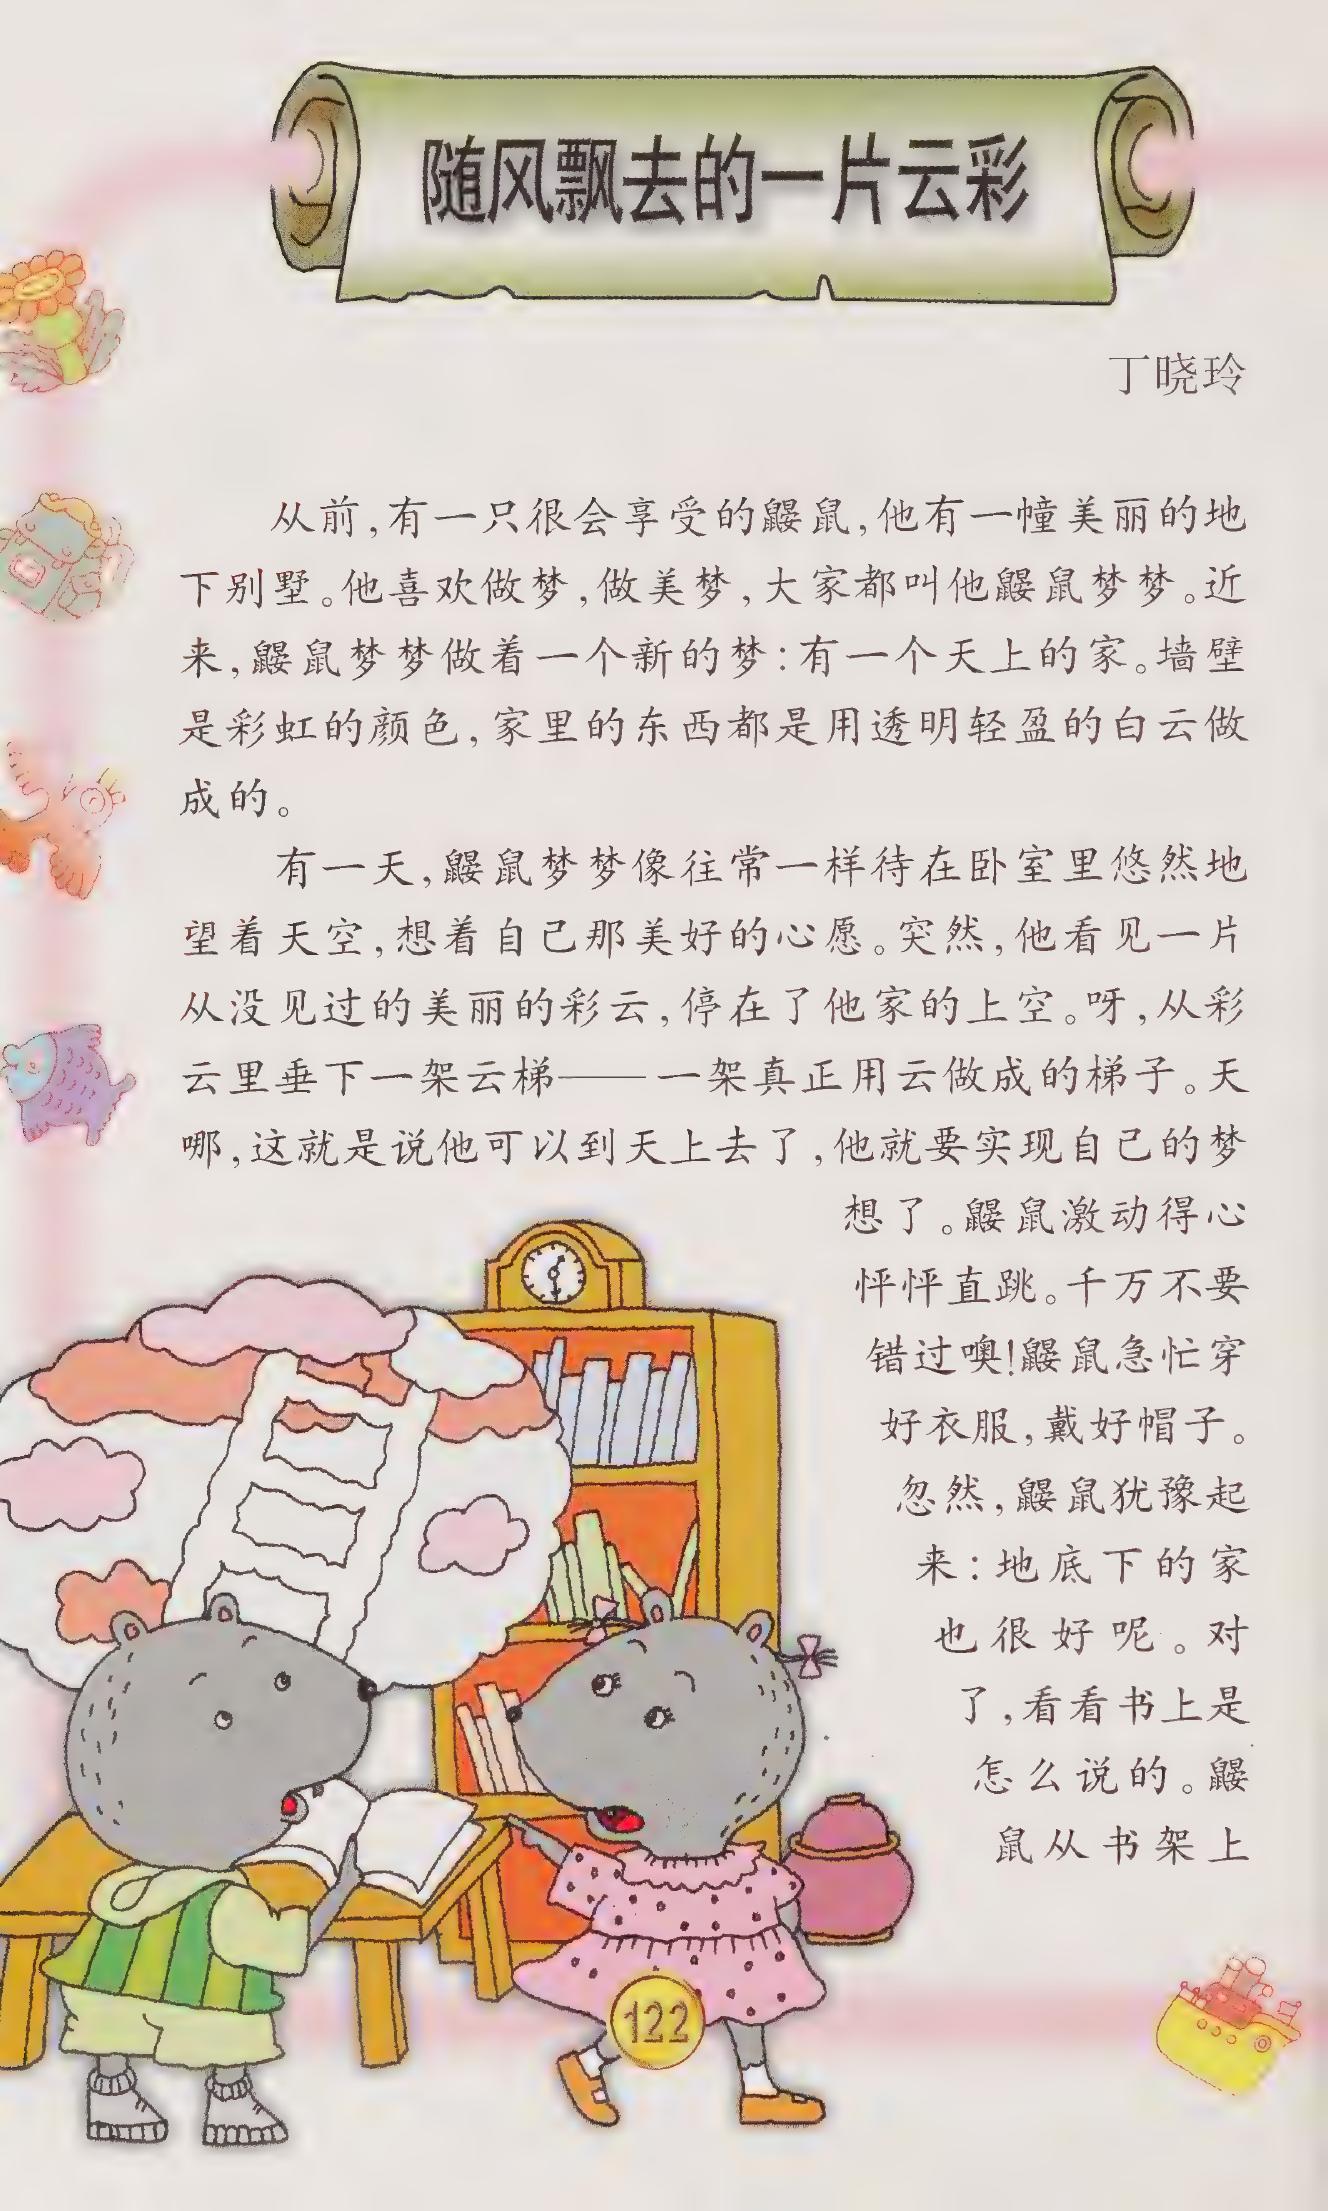 随风飘去的一片云彩
丁晓玲
从前,有一只很会享受的鼹鼠,他有一幢美丽的地
下别墅。他喜欢做梦,做美梦,大家都叫他鼹鼠梦梦。近
来,鼹鼠梦梦做着一个新的梦:有一个天上的家。墙壁
是彩虹的颜色,家里的东西都是用透明轻盈的白云做
成的。
有一天,鼹鼠梦梦像往常一样待在卧室里悠然地
望着天空,想着自己那美好的心愿。突然,他看见一片
从没见过的美丽的彩云,停在了他家的上空。呀,从彩
云里垂下一架云梯——一架真正用云做成的梯子。天
哪,这就是说他可以到天上去了,他就要实现自己的梦
想了。鼹鼠激动得心
怦怦直跳。千万不要
错过噢!鼹鼠急忙穿
好衣服,戴好帽子。
忽然,鼹鼠犹豫起
来:地底下的家
也很好呢。对
了,看看书上是
怎么说的。鼹
鼠从书架上
122